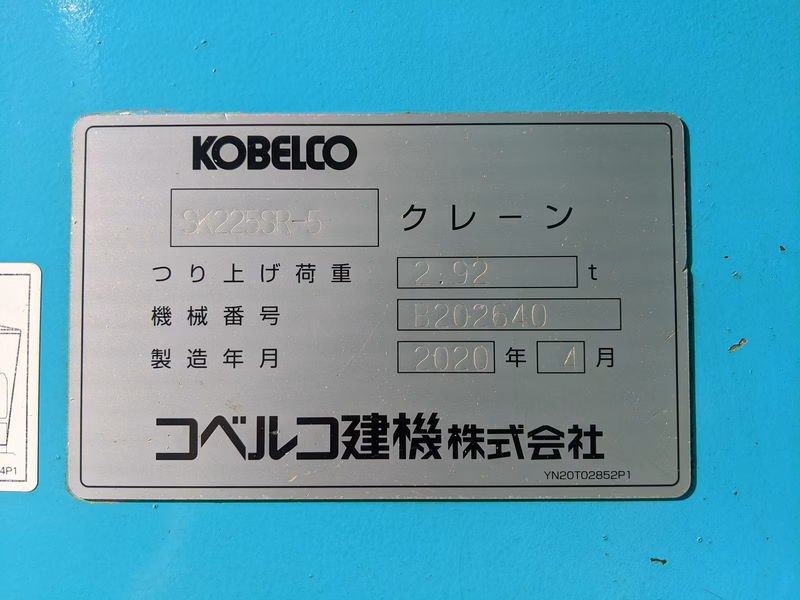 KOBELCO
SK225SR-5 クレーン
つり上げ荷重 2.92 t
機械番号 B202640
製造年月 2020 年 4 月
コベルコ建機株式会社
YN20T02852P1
4P1